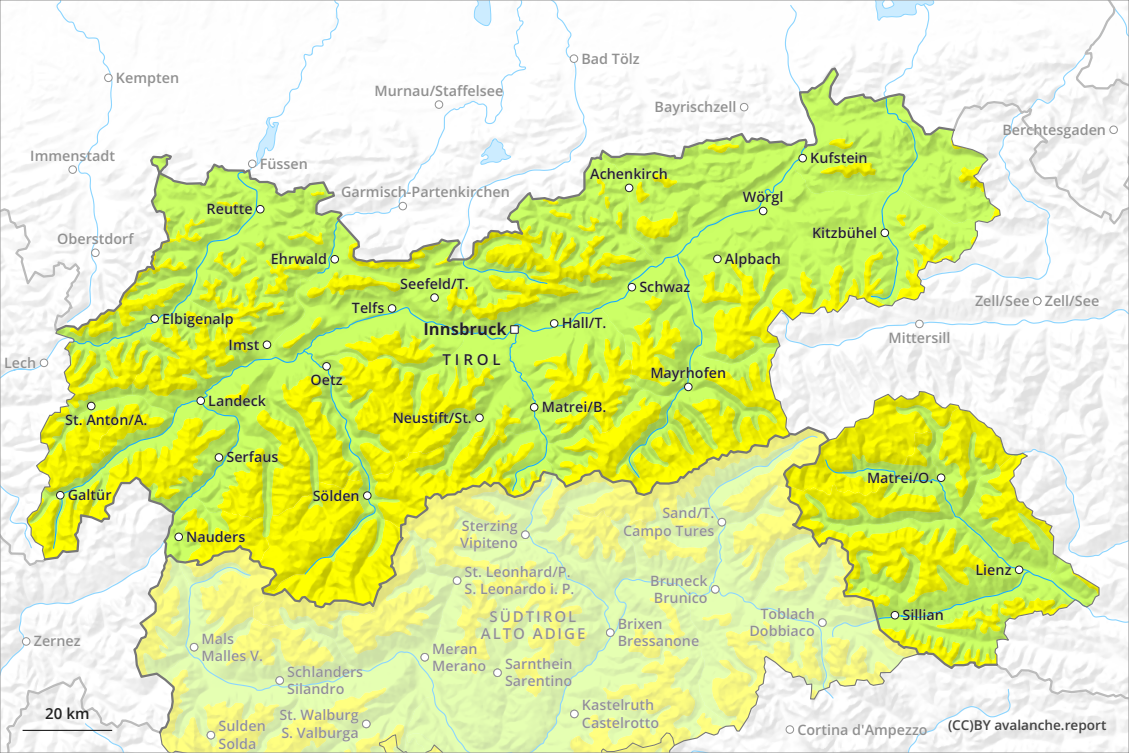 Kempten
Bad Tölz
Murnau/Staffelsee
Bayrischzell
Berchtesgaden
Immenstadt
Füssen
Kufstein
Achenkirch
Garmisch-Partenkirchen
Wörgl
Reutte
Oberstdorf
Kitzbühel
Ehrwald
Alpbach
Seefeld/T.
Schwaz
Zell/See
Zell/See
Telfs
Elbigenalp
Innsbruck
Hall/T.
Mittersill
Imst
Lech
TIROL
Oetz
Mayrhofen
Landeck
Matrei/B.
St. Anton/A.
Neustift/St.
Serfaus
Matrei/O.
Galtür
Sölden
Sand/T.
Campo Tures
Sterzing
Vipiteno
Nauders
St. Leonhard/P.
S. Leonardo i. P.
Lienz
Bruneck
Brunico
SÜDTIROL
ALTO ADIGE
Toblach
Dobbiaco
Sillian
Brixen
Bressanone
Zernez
Mals
Malles V.
Meran
Merano
Sarnthein
Sarentino
Schlanders
Silandro
20 km
St. Walburg
S. Valburga
Kastelruth
Castelrotto
Sulden
Solda
Cortina d'Ampezzo
(CC)BY avalanche.report